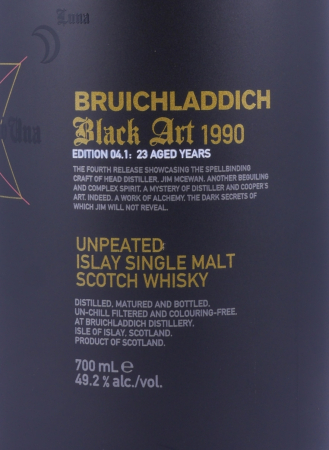 Luna
BRUICHLADDICH
Black Art 1990
EDITION 04.1: 23 AGED YEARS
THE FOURTH RELEASE SHOWCASING THE SPELLBINDING
CRAFT OF HEAD DISTILLER, JIM MCEWAN. ANOTHER BEGUILING
AND COMPLEX SPIRIT, A MYSTERY OF DISTILLER AND COOPER'S
ART. INDEED. A WORK OF ALCHEMY, THE DARK SECRETS OF
WHICH JIM WILL NOT REVEAL.
UNPEATED:
ISLAY SINGLE MALT
SCOTCH WHISKY
DISTILLED, MATURED AND BOTTLED,
UN-CHILL FILTERED AND COLOURING-FREE,
AT BRUICHLADDICH DISTILLERY,
ISLE OF ISLAY, SCOTLAND.
PRODUCT OF SCOTLAND.
700 mL e
49.2 % alc./vol.